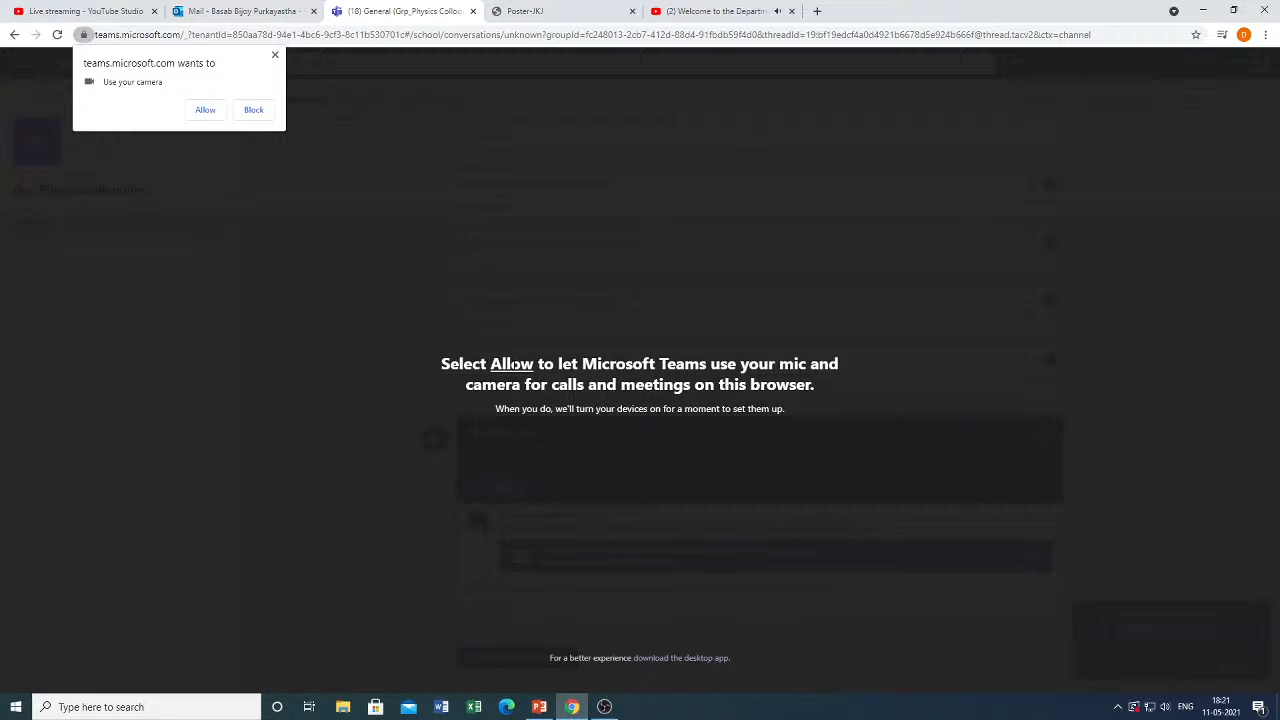 Live streaming - YouTube Studio
Mail - Basab Bijoy Purkayastha -
(18) General (Grp_Physics Colloq
Poster-JKJ
(2) Welcome to the Departm
teams.microsoft.com/_?tenantId=850aa78d-94e1-4bc6-9cf3-8c11b530701c#/school/conversations/unknown?groupId=fc248013-2cb7-412d-88d4-91fbdb59f4d0&threadId=19:bf19edcf4a0d4921b6678d5e924b666f@thread.tacv2&ctx=channel
D
teams.microsoft.com wants to
Use your camera
Allow
Block
Select Allow to let Microsoft Teams use your mic and
camera for calls and meetings on this browser.
When you do, we'll turn your devices on for a moment to set them up.
For a better experience download the desktop app.
Type here to search
ENG
18:21
11-05-2021